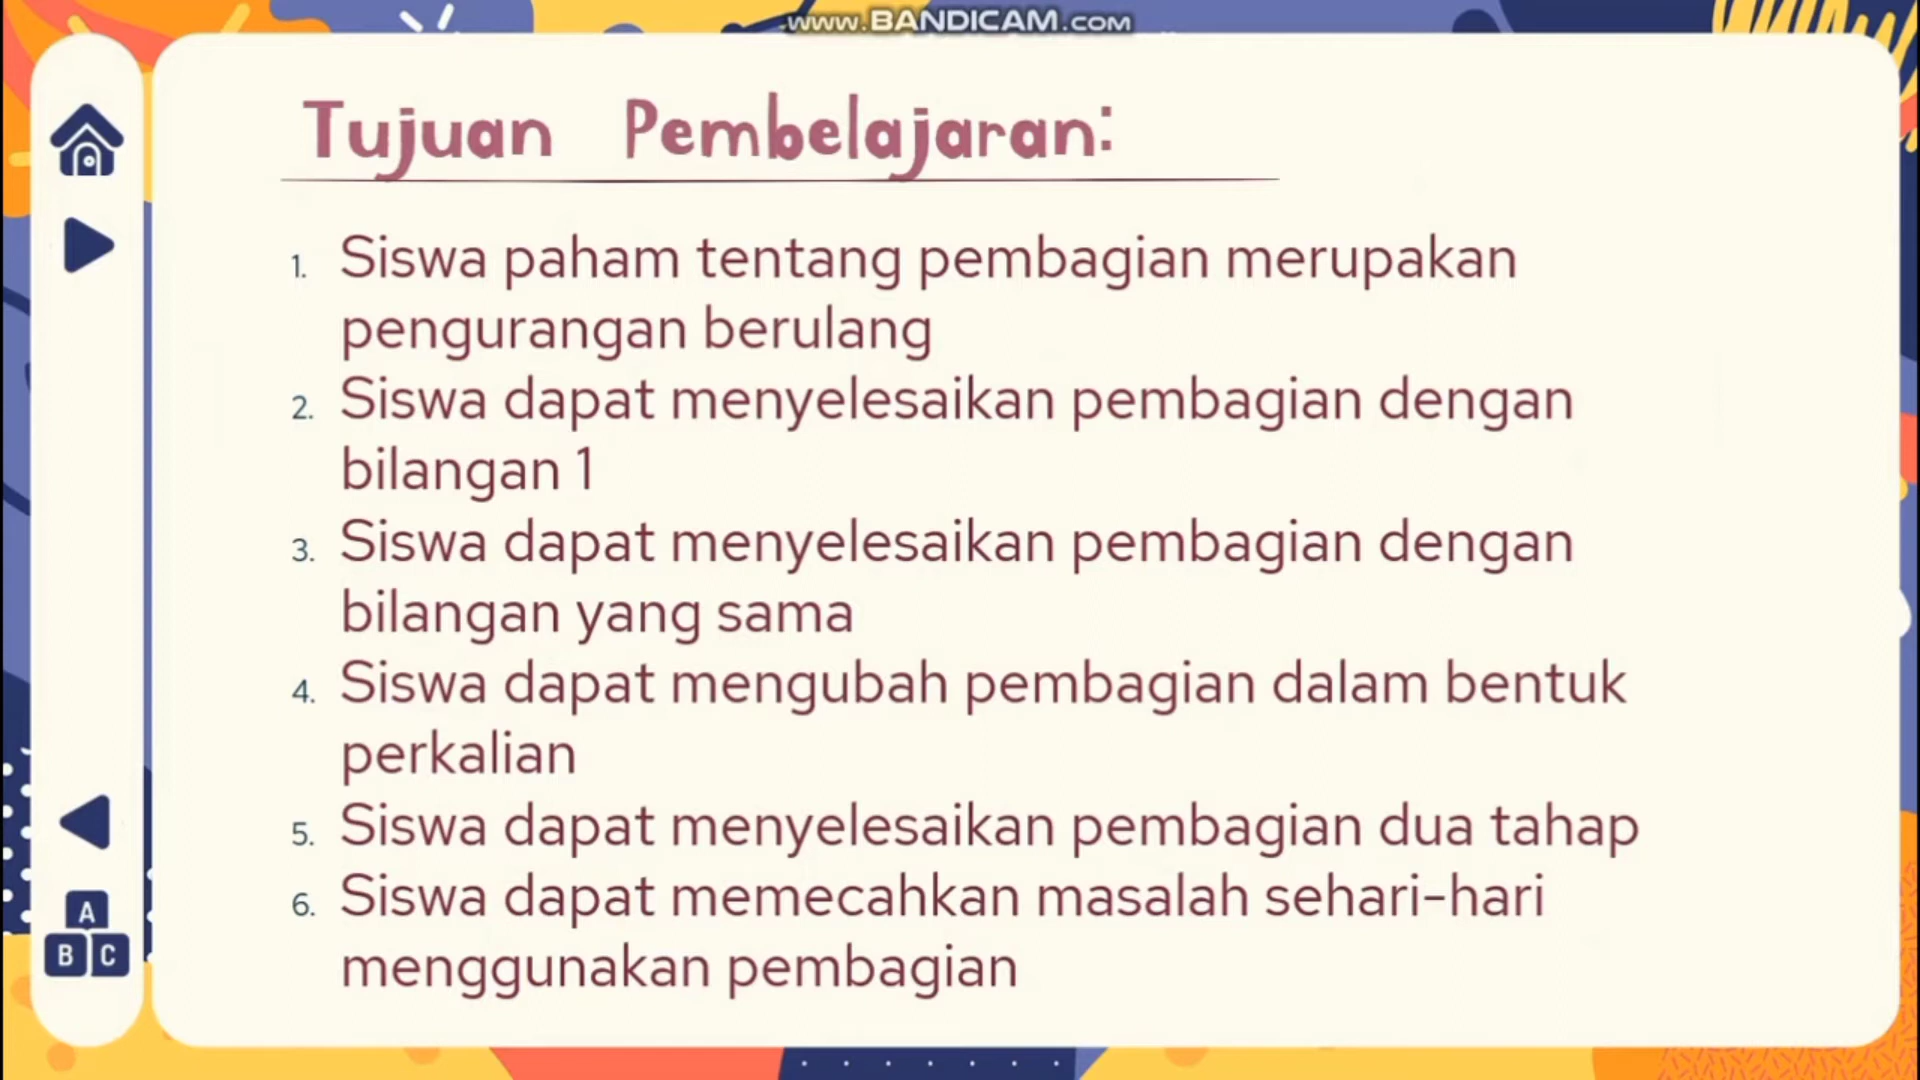 www.BANDICAM.com
Tujuan Pembelajaran:
1. Siswa paham tentang pembagian merupakan
pengurangan berulang
2. Siswa dapat menyelesaikan pembagian dengan
bilangan 1
3. Siswa dapat menyelesaikan pembagian dengan
bilangan yang sama
4. Siswa dapat mengubah pembagian dalam bentuk
perkalian
5. Siswa dapat menyelesaikan pembagian dua tahap
6. Siswa dapat memecahkan masalah sehari-hari
menggunakan pembagian
A
B C